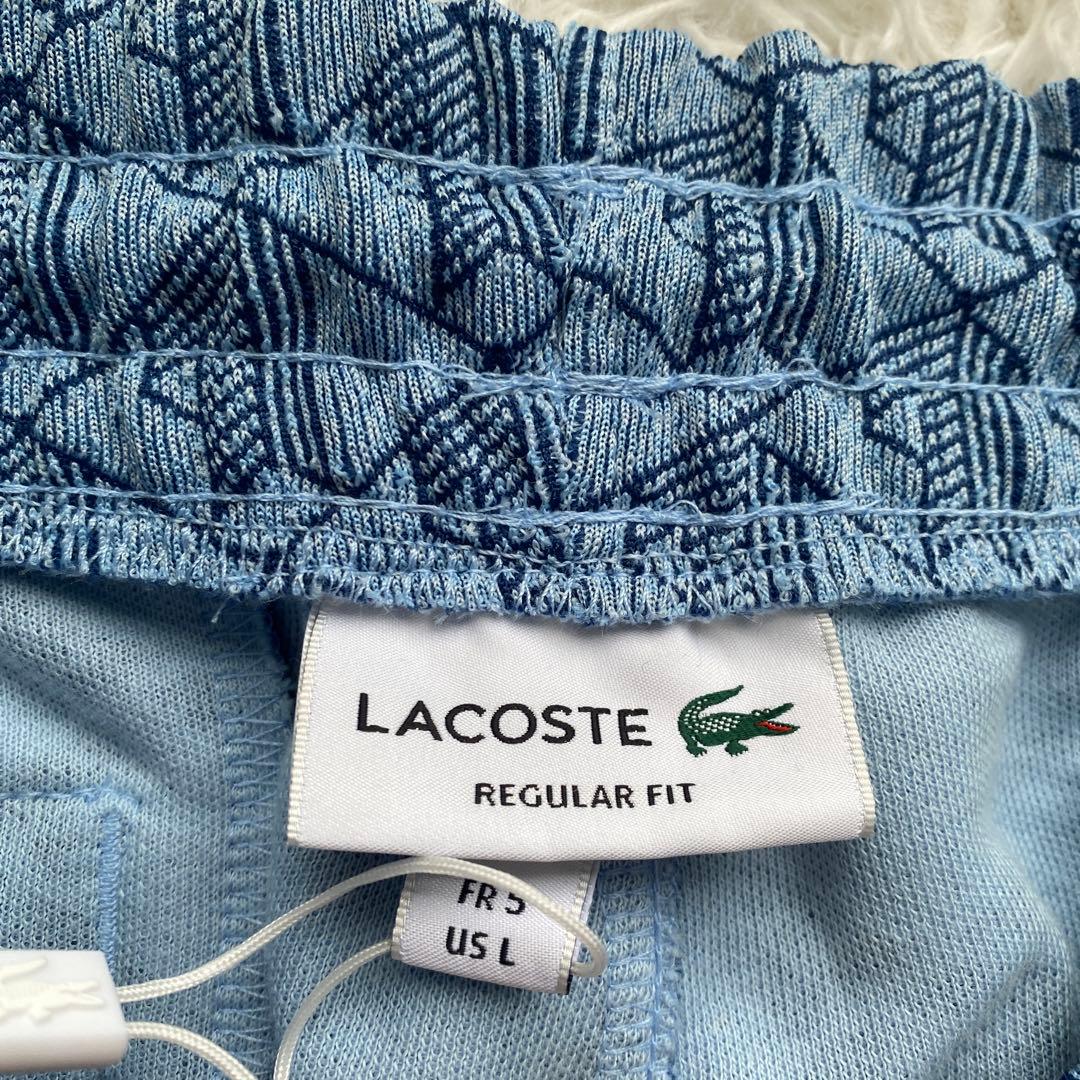 LACOSTE
REGULAR FIT
FR 5
US L